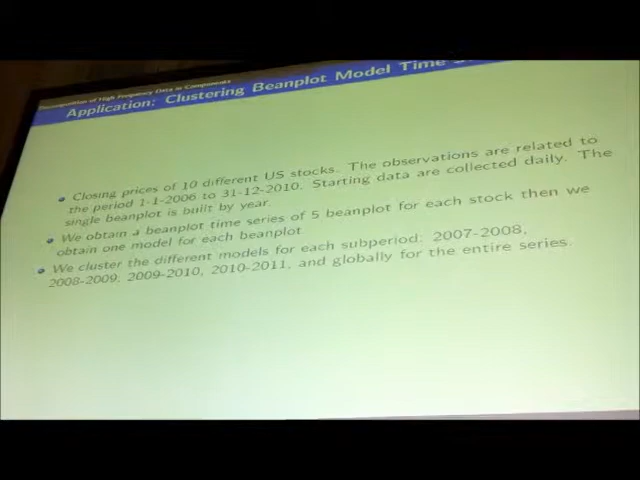 Decomposition of High Frequency Data in Components
Application: Clustering Beanplot Model Time
Closing prices of 10 different US stocks. The observations are related to
the period 1-1-2006 to 31-12-2010. Starting data are collected daily. The
single beanplot is built by year.
We obtain a beanplot time series of 5 beanplot for each stock then we
obtain one model for each beanplot
We cluster the different models for each subperiod: 2007-2008,
2008-2009, 2009-2010, 2010-2011, and globally for the entire series.